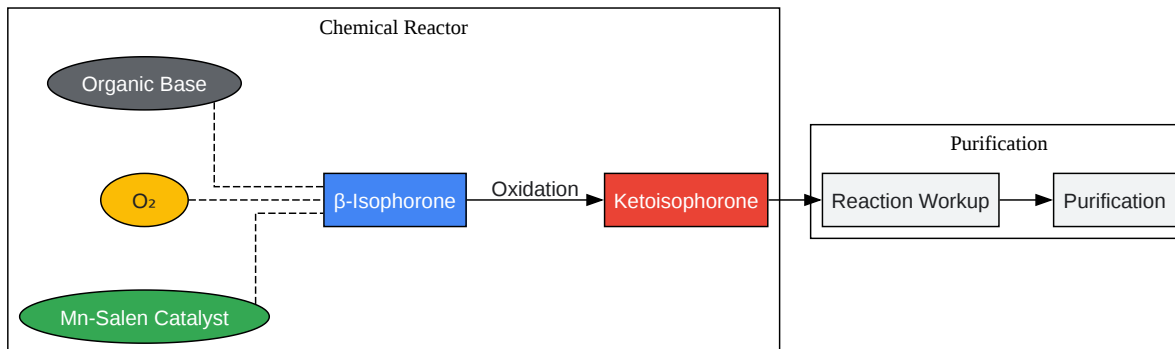 Chemical Reactor
Organic Base
O₂
Mn-Salen Catalyst
β-Isophorone
Oxidation
Ketoisophorone
Purification
Reaction Workup
Purification